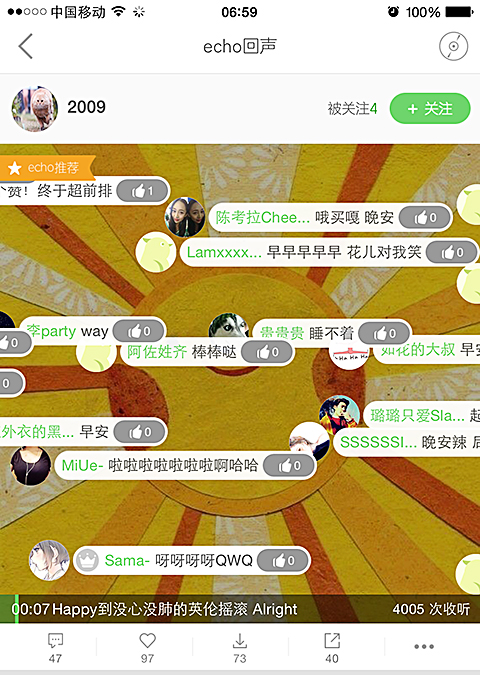 中国移动 06:59 100%
echo回声
2009 被关注4 + 关注
echo推荐
赞！终于超前排 1
陈考拉Chee... 哦买嘎 晚安 0
Lamxxxx... 早早早早早 花儿对我笑 0
李party way 0
贵贵贵 睡不着 0
0
阿佐姓齐 棒棒哒 0
如花的大叔 早安
0
璐璐只爱Sla... 起
外衣的黑... 早安 0
SSSSSSI... 晚安辣 后
MiUe- 啦啦啦啦啦啦啦啊哈哈 0
Sama- 呀呀呀呀QWQ 0
00:07 Happy到没心没肺的英伦摇滚 Alright 4005 次收听
47 97 73 40